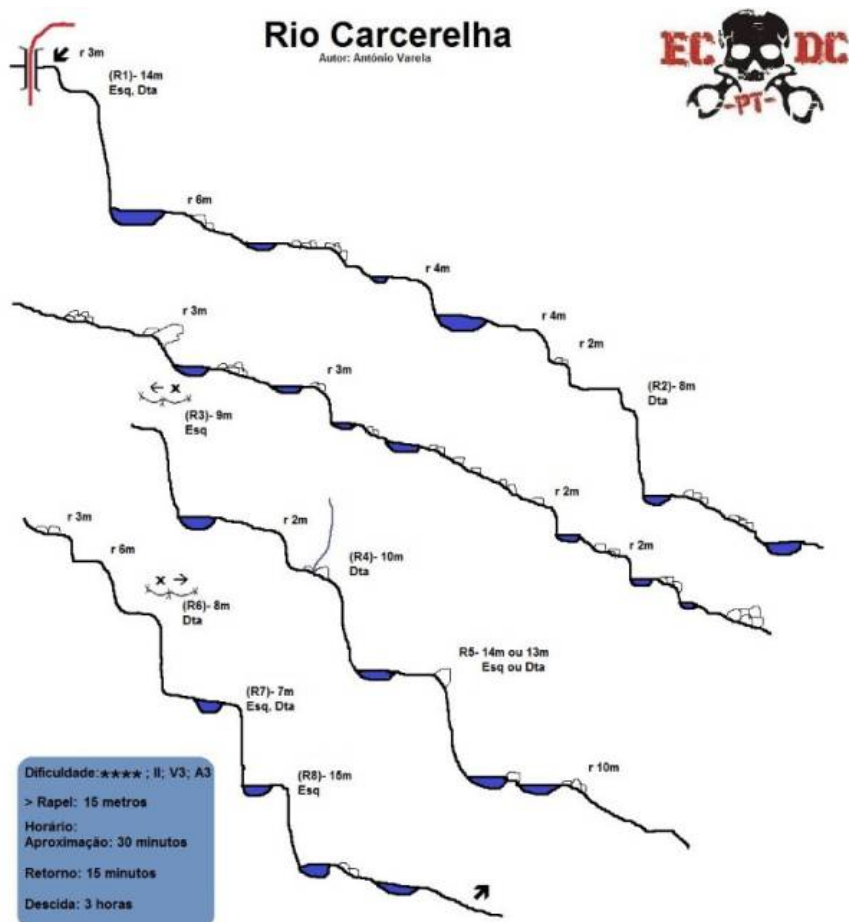 Rio Carcerelha
Autor: António Varela
EC DC
-PT-
r 3m
(R1)- 14m
Esq, Dta
r 6m
r 4m
r 4m
r 2m
(R2)- 8m
Dta
r 3m
r 3m
← x
(R3)- 9m
Esq
r 2m
r 2m
r 2m
(R4)- 10m
Dta
R5- 14m ou 13m
Esq ou Dta
r 10m
r 3m
r 6m
x →
(R6)- 8m
Dta
(R7)- 7m
Esq, Dta
(R8)- 15m
Esq
Dificuldade: ★★★★ ; II; V3; A3
> Rapel: 15 metros
Horário:
Aproximação: 30 minutos
Retorno: 15 minutos
Descida: 3 horas